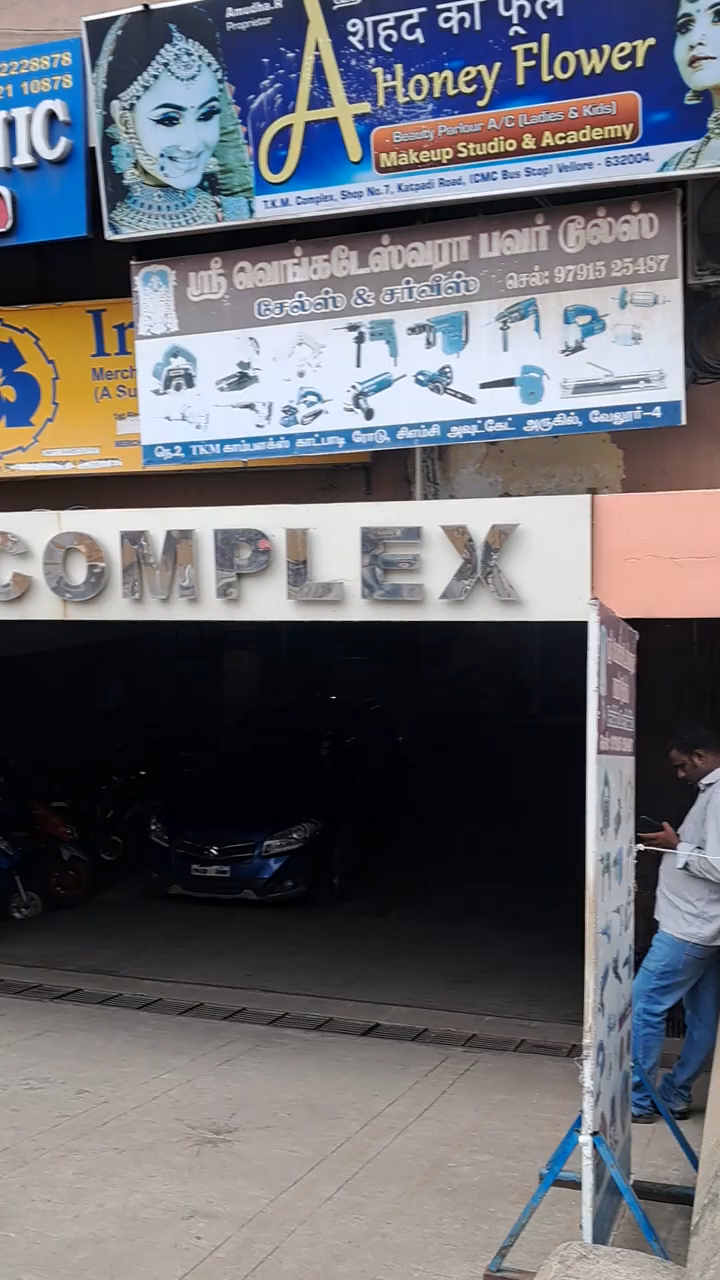 2228878
21 10878
NIC
Amudha.R
Proprietor
शहद का फूल
A Honey Flower
Beauty Parlour A/C (Ladies & Kids)
Makeup Studio & Academy
T.K.M. Complex, Shop No.7, Katpadi Road, (CMC Bus Stop) Vellore - 632004.
ஸ்ரீ வெங்கடேஸ்வரா பவர் டூல்ஸ்
சேல்ஸ் & சர்வீஸ்
செல்: 97915 25487
நெ.2, TKM காம்பளக்ஸ் காட்பாடி ரோடு, சிஎம்சி அவுட்கேட் அருகில், வேலூர்-4
In
Merch
(A Su
COMPLEX